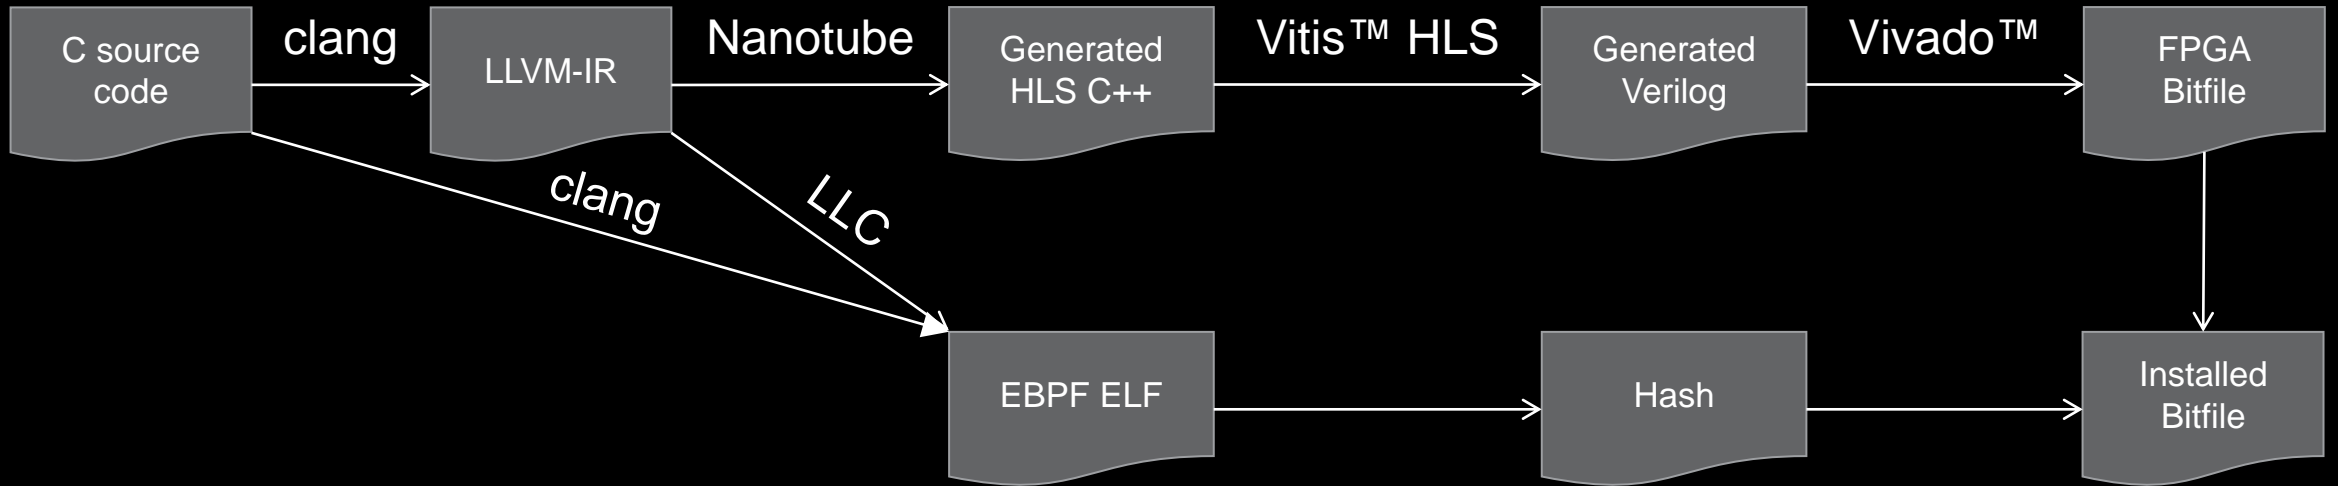 C source
code
clang
LLVM-IR
Nanotube
Generated
HLS C++
Vitis™ HLS
Generated
Verilog
Vivado™
FPGA
Bitfile
clang
LLC
EBPF ELF
Hash
Installed
Bitfile